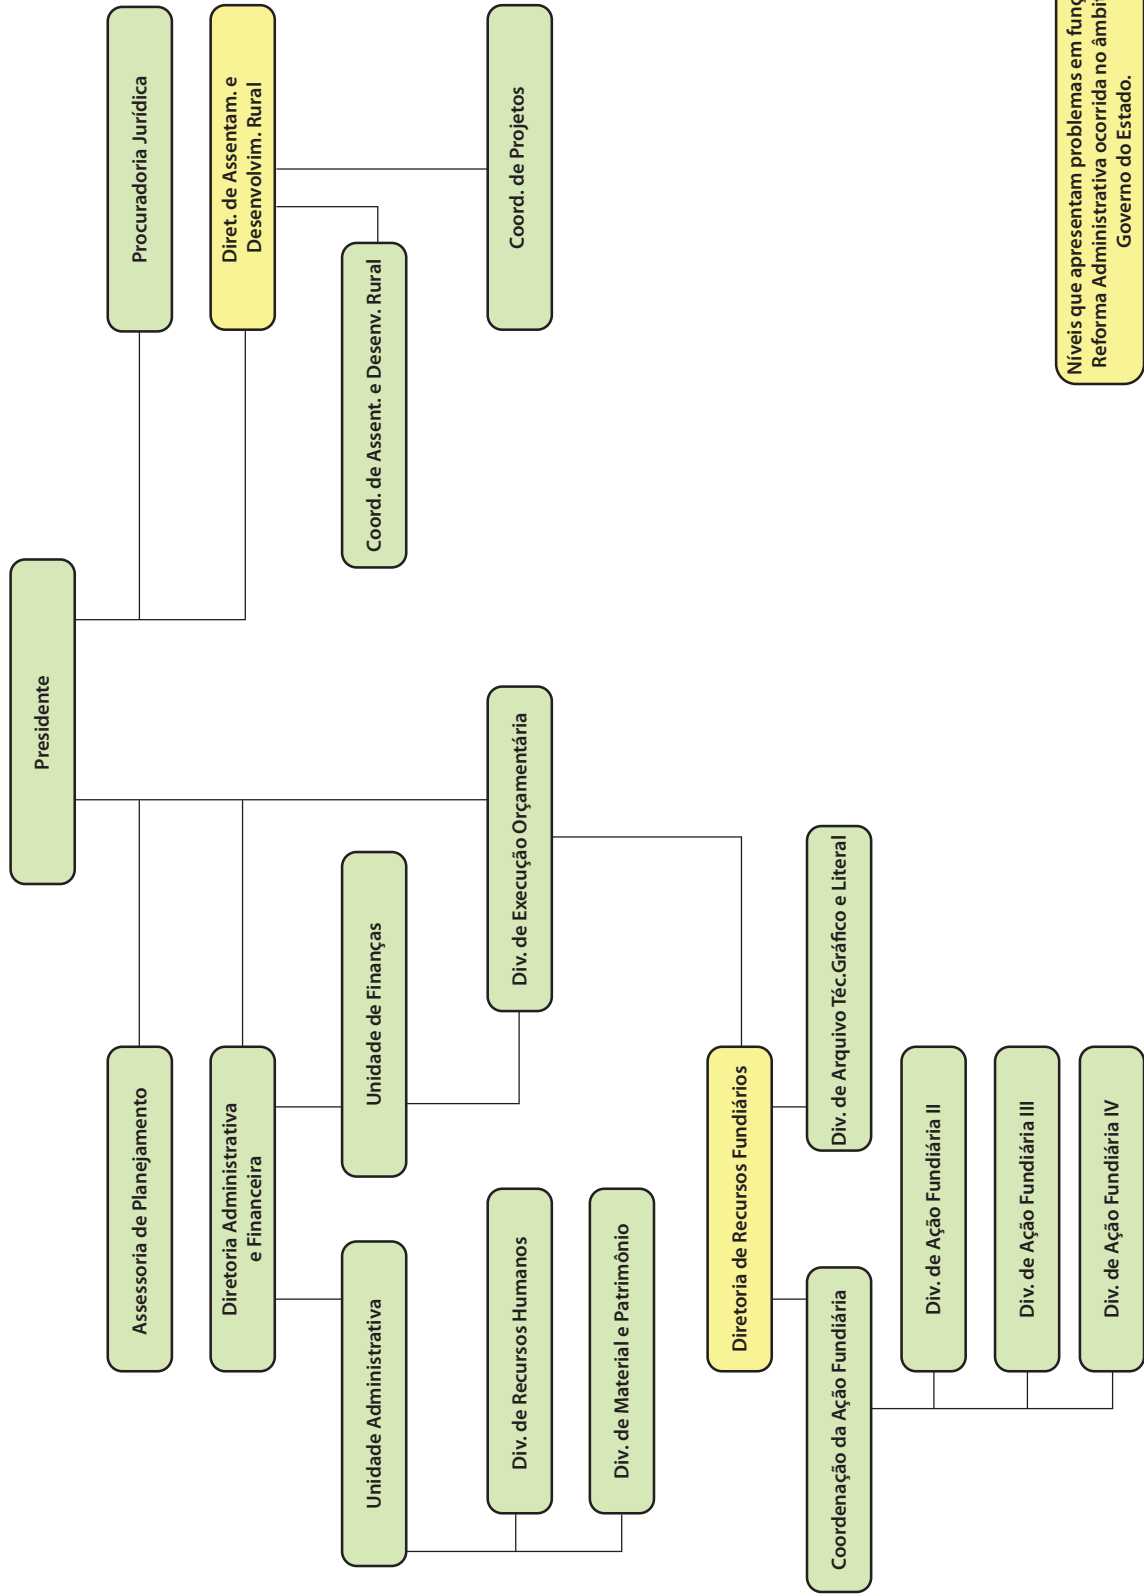 Presidente
Assessoria de Planejamento
Procuradoria Jurídica
Diretoria Administrativa
e Financeira
Diret. de Assentam. e
Desenvolvim. Rural
Unidade Administrativa
Unidade de Finanças
Coord. de Assent. e Desenv. Rural
Div. de Recursos Humanos
Div. de Execução Orçamentária
Coord. de Projetos
Div. de Material e Patrimônio
Diretoria de Recursos Fundiários
Coordenação da Ação Fundiária
Div. de Arquivo Téc.Gráfico e Literal
Div. de Ação Fundiária II
Div. de Ação Fundiária III
Div. de Ação Fundiária IV
Níveis que apresentam problemas em
Reforma Administrativa ocorrida no
Governo do Estado.